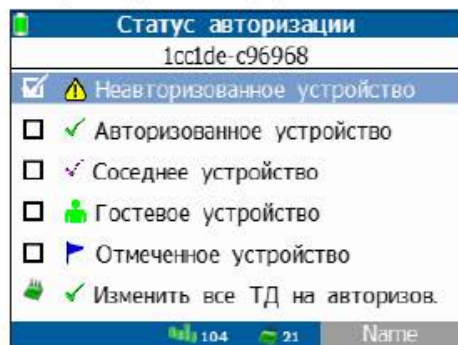 Статус авторизации
1cc1de-c96968
Неавторизованное устройство
Авторизованное устройство
Соседнее устройство
Гостевое устройство
Отмеченное устройство
Изменить все ТД на авторизов.
104 21 Name